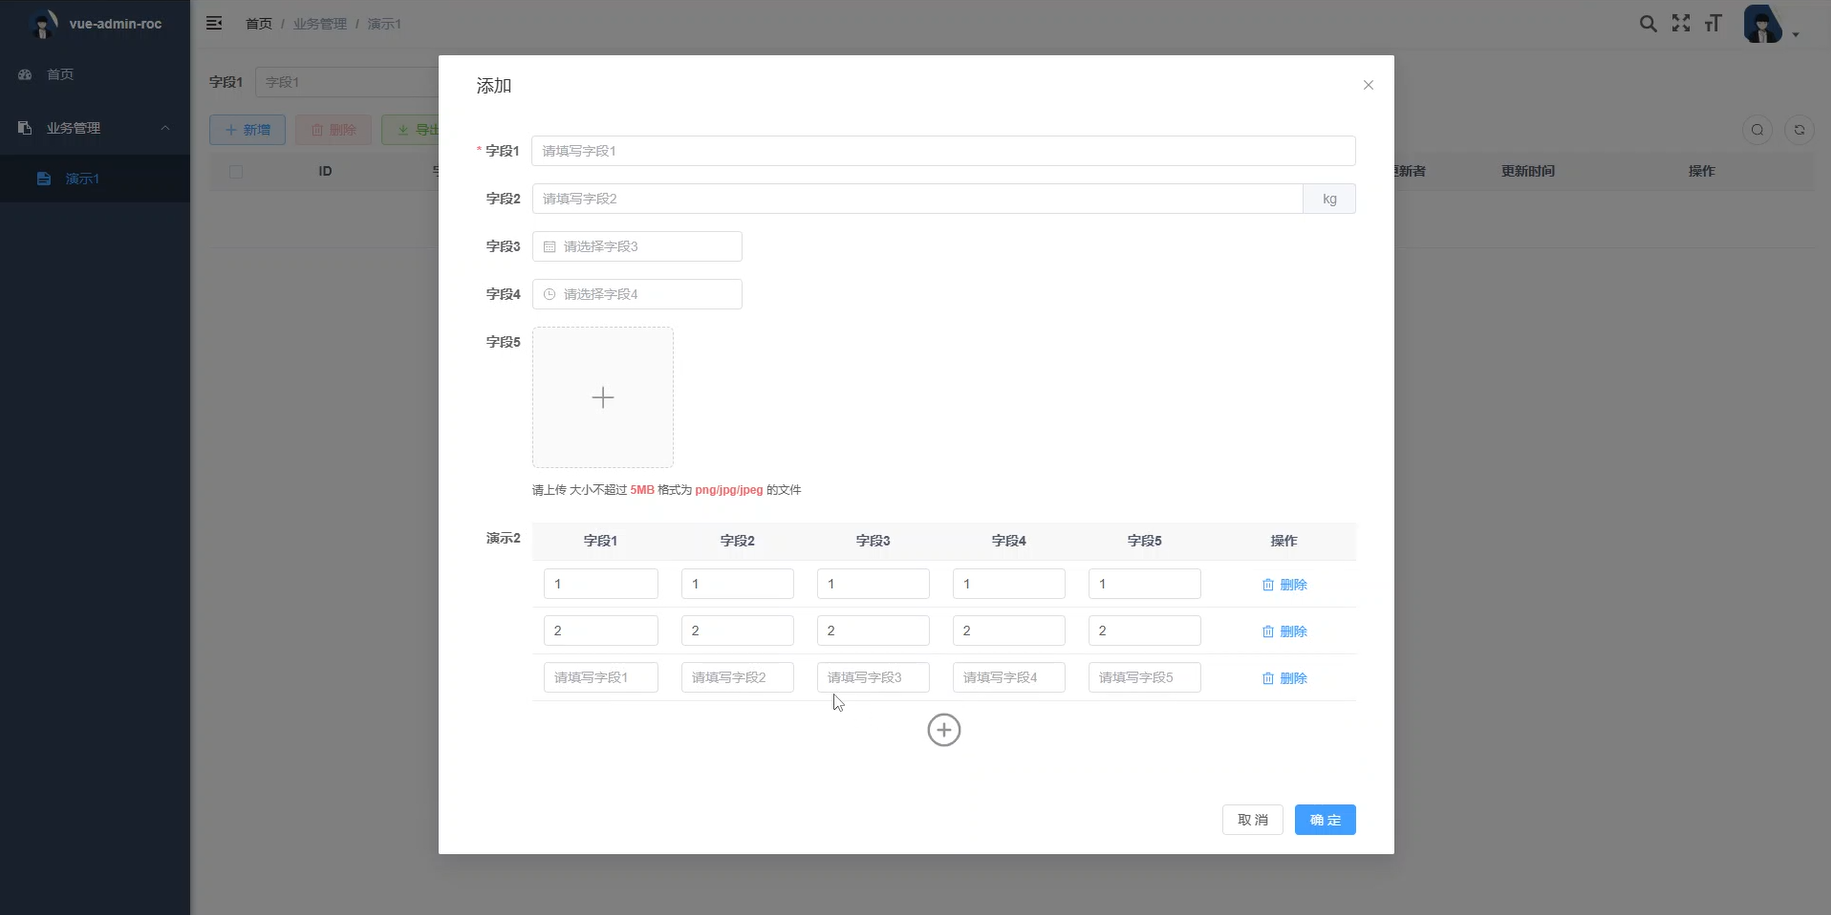 vue-admin-roc
首页 / 业务管理 / 演示1
首页
业务管理
演示1
字段1 字段1
新增 删除 导出
ID
更新者 更新时间 操作
添加
* 字段1 请填写字段1
字段2 请填写字段2 kg
字段3 请选择字段3
字段4 请选择字段4
字段5
请上传 大小不超过 5MB 格式为 png/jpg/jpeg 的文件
演示2 字段1 字段2 字段3 字段4 字段5 操作
1 1 1 1 1 删除
2 2 2 2 2 删除
请填写字段1 请填写字段2 请填写字段3 请填写字段4 请填写字段5 删除
取 消 确 定